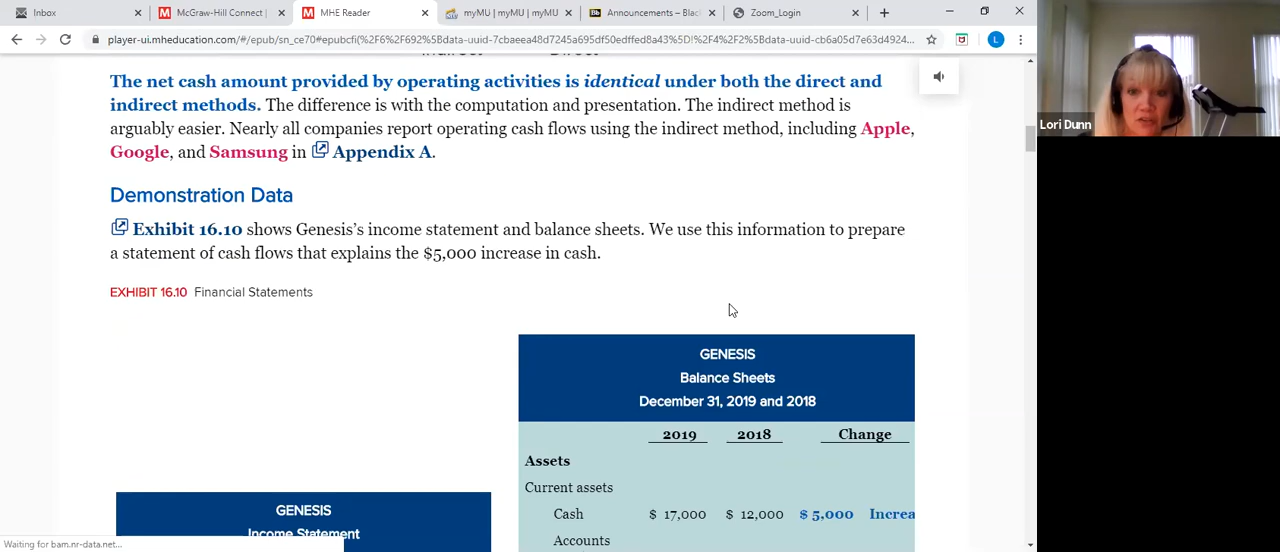 Inbox
McGraw-Hill Connect |
MHE Reader
myMU | myMU | myMU
Announcements – Blac
Zoom_Login
player-ui.mheducation.com/#/epub/sn_ce70#epubcfi(%2F6%2F692%5Bdata-uuid-7cbaeea48d7245a695df50edffed8a43%5D!%2F4%2F2%5Bdata-uuid-cb6a05d7e63d4924...
L
The net cash amount provided by operating activities is identical under both the direct and
indirect methods. The difference is with the computation and presentation. The indirect method is
arguably easier. Nearly all companies report operating cash flows using the indirect method, including Apple,
Google, and Samsung in Appendix A.
Lori Dunn
Demonstration Data
Exhibit 16.10 shows Genesis's income statement and balance sheets. We use this information to prepare
a statement of cash flows that explains the $5,000 increase in cash.
EXHIBIT 16.10 Financial Statements
GENESIS
Balance Sheets
December 31, 2019 and 2018
2019 2018 Change
Assets
Current assets
Cash $ 17,000 $ 12,000 $ 5,000 Increa
Accounts
GENESIS
Income Statement
Waiting for bam.nr-data.net...